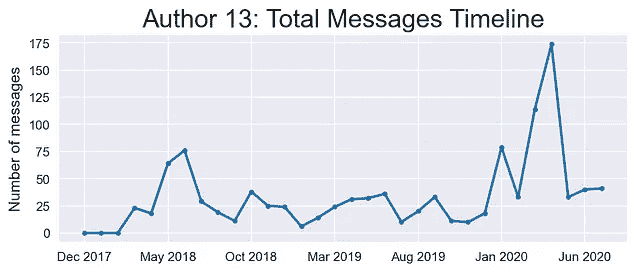 Author 13: Total Messages Timeline
Number of messages
175
150
125
100
75
50
25
0
Dec 2017 May 2018 Oct 2018 Mar 2019 Aug 2019 Jan 2020 Jun 2020